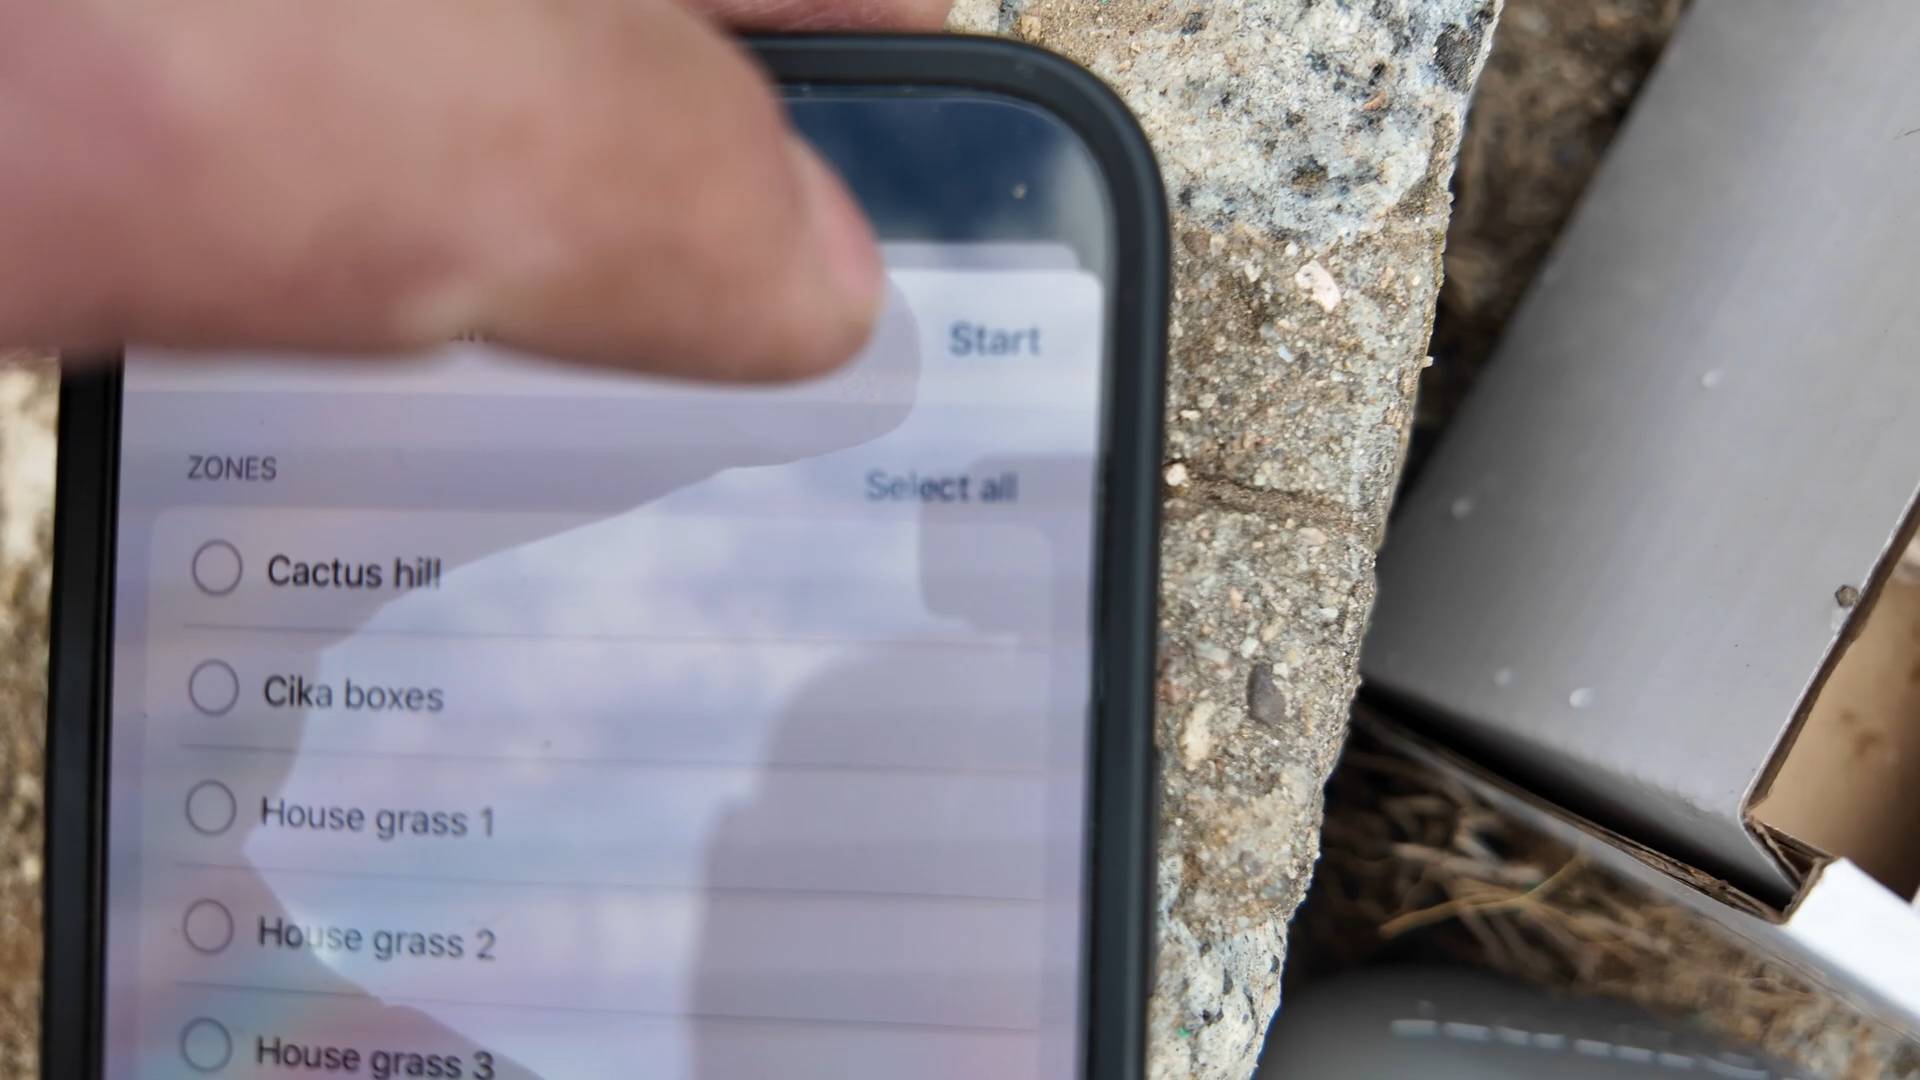 Start
ZONES
Select all
Cactus hill
Cika boxes
House grass 1
House grass 2
House grass 3